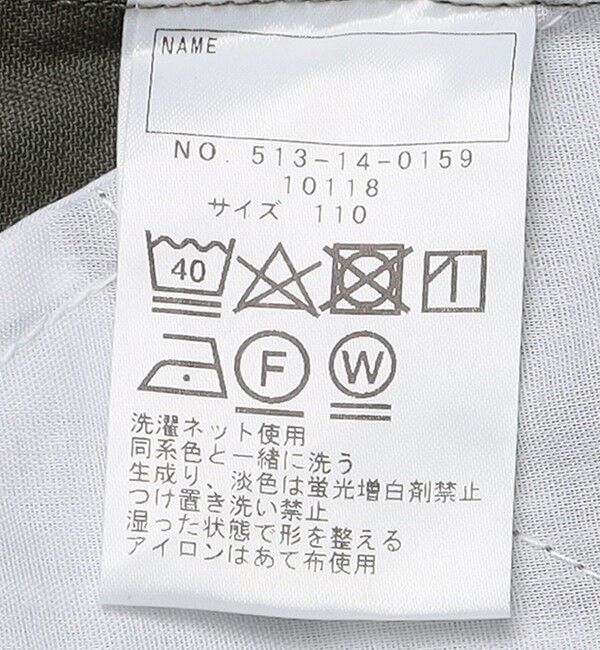 NAME
NO. 513-14-0159
10118
サイズ 110
40
F W
洗濯ネット使用
同系色と一緒に洗う
生成り、淡色は蛍光増白剤禁止
つけ置き洗い禁止
湿った状態で形を整える
アイロンはあて布使用